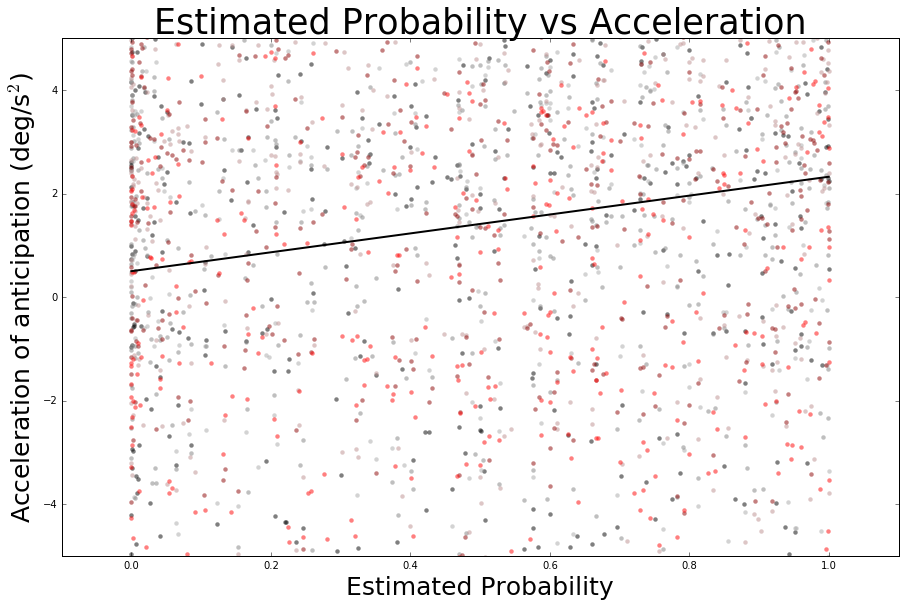 Estimated Probability vs Acceleration
Acceleration of anticipation (deg/s²)
4
2
0
−2
−4
0.0 0.2 0.4 0.6 0.8 1.0
Estimated Probability